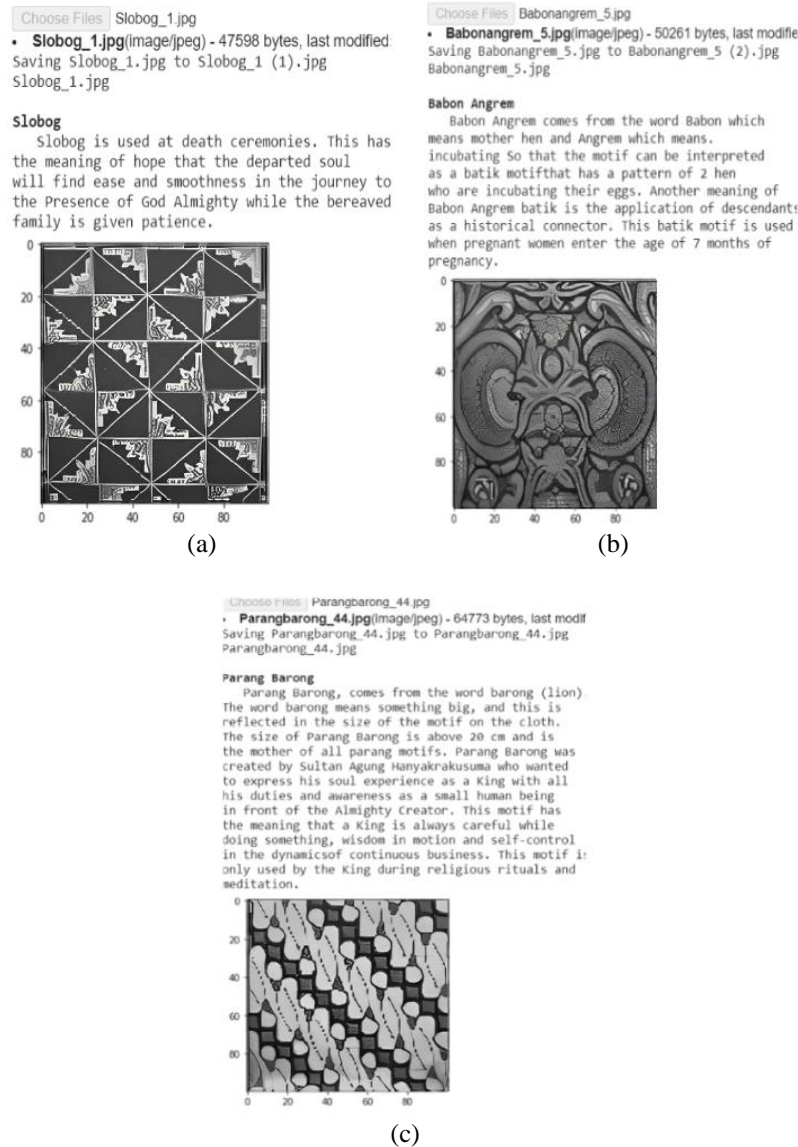 Choose Files Slobog_1.jpg
• Slobog_1.jpg(image/jpeg) - 47598 bytes, last modified:
Saving Slobog_1.jpg to Slobog_1 (1).jpg
Slobog_1.jpg
Slobog
Slobog is used at death ceremonies. This has
the meaning of hope that the departed soul
will find ease and smoothness in the journey to
the Presence of God Almighty while the bereaved
family is given patience.
0
20
40
60
80
0 20 40 60 80
(a)
Choose Files Babonangrem_5.jpg
• Babonangrem_5.jpg(image/jpeg) - 50261 bytes, last modifie
Saving Babonangrem_5.jpg to Babonangrem_5 (2).jpg
Babonangrem_5.jpg
Babon Angrem
Babon Angrem comes from the word Babon which
means mother hen and Angrem which means.
incubating So that the motif can be interpreted
as a batik motifthat has a pattern of 2 hen
who are incubating their eggs. Another meaning of
Babon Angrem batik is the application of descendants
as a historical connector. This batik motif is used
when pregnant women enter the age of 7 months of
pregnancy.
0
20
40
60
80
0 20 40 60 80
(b)
Choose Files Parangbarong_44.jpg
• Parangbarong_44.jpg(image/jpeg) - 64773 bytes, last modif
Saving Parangbarong_44.jpg to Parangbarong_44.jpg
Parangbarong_44.jpg
Parang Barong
Parang Barong, comes from the word barong (lion).
The word barong means something big, and this is
reflected in the size of the motif on the cloth.
The size of Parang Barong is above 20 cm and is
the mother of all parang motifs. Parang Barong was
created by Sultan Agung Hanyakrakusuma who wanted
to express his soul experience as a King with all
his duties and awareness as a small human being
in front of the Almighty Creator. This motif has
the meaning that a King is always careful while
doing something, wisdom in motion and self-control
in the dynamicsof continuous business. This motif is
only used by the King during religious rituals and
meditation.
0
20
40
60
80
0 20 40 60 80
(c)